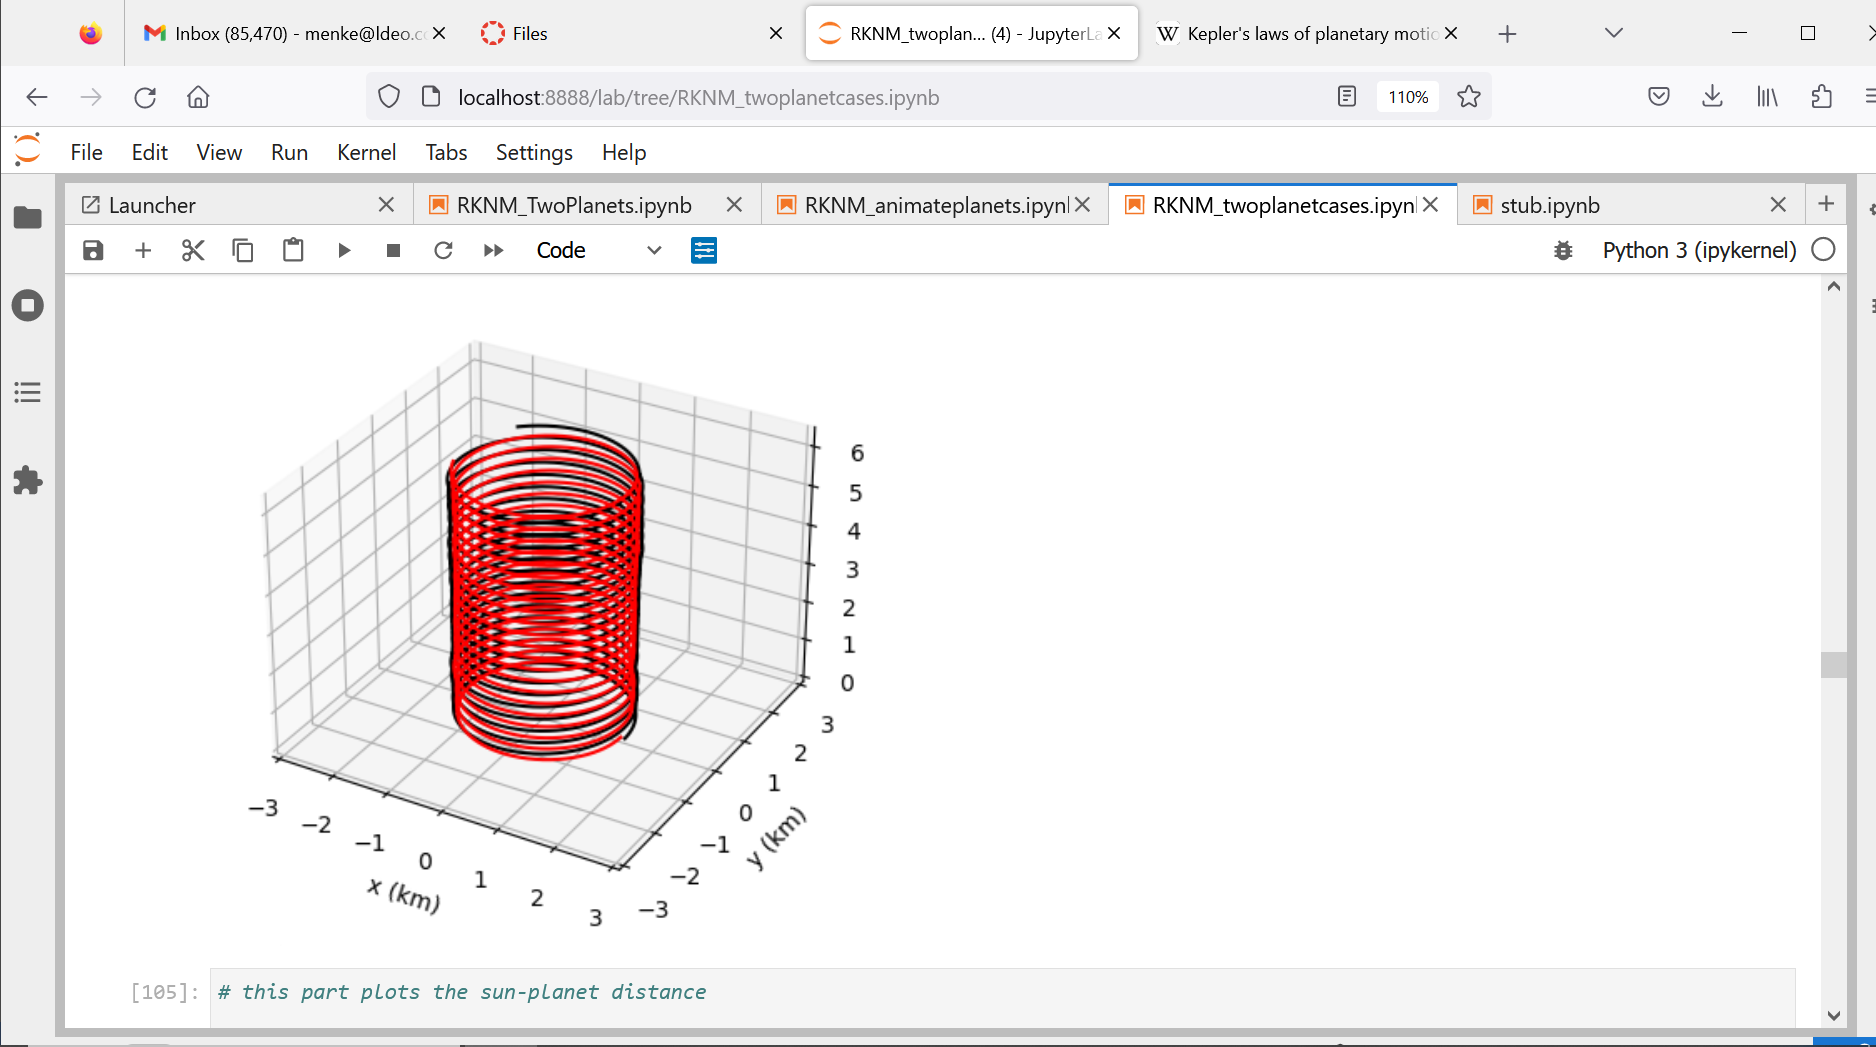 Inbox (85,470) - menke@ldeo.c
Files
RKNM_twoplan... (4) - JupyterLa
W Kepler's laws of planetary motio
localhost:8888/lab/tree/RKNM_twoplanetcases.ipynb
110%
File Edit View Run Kernel Tabs Settings Help
Launcher
RKNM_TwoPlanets.ipynb
RKNM_animateplanets.ipynl
RKNM_twoplanetcases.ipynl
stub.ipynb
Code
Python 3 (ipykernel)
6
5
4
3
2
1
0
3
2
1
0
−1
−2
−3
y (km)
−3
−2
−1
0
1
2
3
x (km)
[105]: # this part plots the sun-planet distance